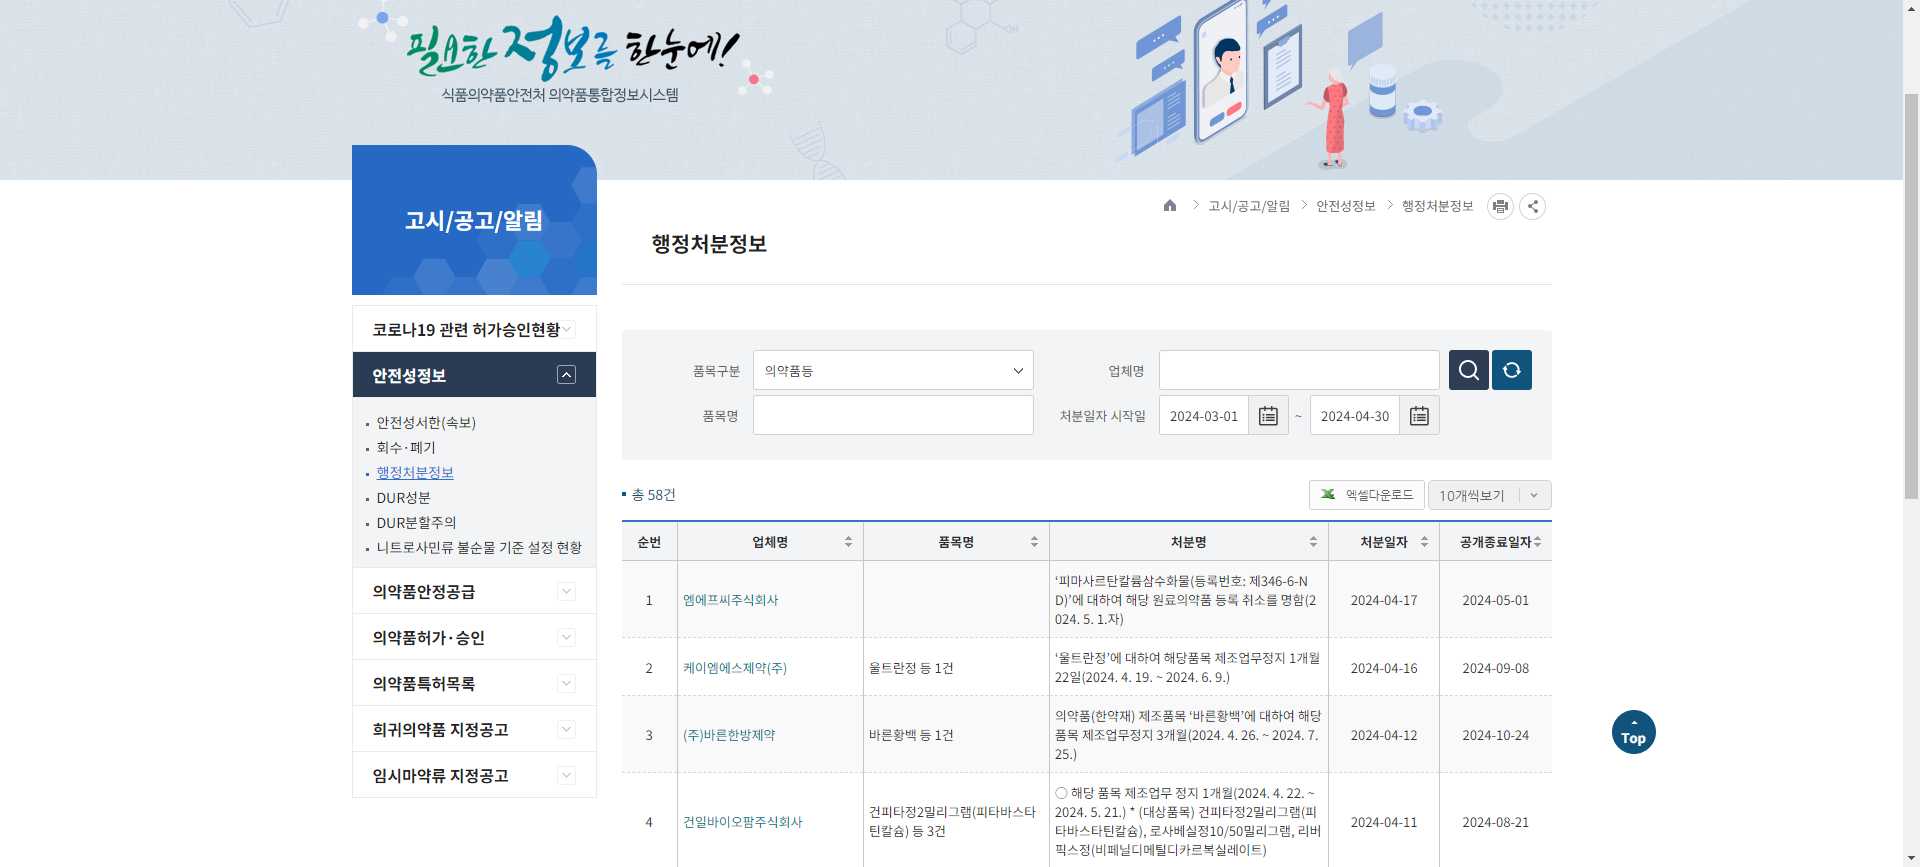 필요한 정보를 한눈에!
식품의약품안전처 의약품통합정보시스템
고시/공고/알림
고시/공고/알림
안전성정보
행정처분정보
행정처분정보
코로나19 관련 허가승인현황
안전성정보
안전성서한(속보)
회수·폐기
행정처분정보
DUR성분
DUR분할주의
니트로사민류 불순물 기준 설정 현황
의약품안정공급
의약품허가·승인
의약품특허목록
희귀의약품 지정공고
임시마약류 지정공고
품목구분
의약품등
업체명
품목명
처분일자 시작일
2024-03-01
~
2024-04-30
총 58건
엑셀다운로드
10개씩보기
순번 업체명 품목명 처분명 처분일자 공개종료일자
1
엠에프씨주식회사
‘피마사르탄칼륨삼수화물(등록번호: 제346-6-N
D)’에 대하여 해당 원료의약품 등록 취소를 명함(2
024. 5. 1.자)
2024-04-17
2024-05-01
2
케이엠에스제약(주)
울트란정 등 1건
‘울트란정’에 대하여 해당품목 제조업무정지 1개월
22일(2024. 4. 19. ~ 2024. 6. 9.)
2024-04-16
2024-09-08
3
(주)바른한방제약
바른황백 등 1건
의약품(한약재) 제조품목 ‘바른황백’에 대하여 해당
품목 제조업무정지 3개월(2024. 4. 26. ~ 2024. 7.
25.)
2024-04-12
2024-10-24
4
건일바이오팜주식회사
건피타정2밀리그램(피타바스타
틴칼슘) 등 3건
○ 해당 품목 제조업무 정지 1개월(2024. 4. 22. ~
2024. 5. 21.) * (대상품목) 건피타정2밀리그램(피
타바스타틴칼슘), 로사베실정10/50밀리그램, 리버
픽스정(비페닐디메틸디카르복실레이트)
2024-04-11
2024-08-21
Top